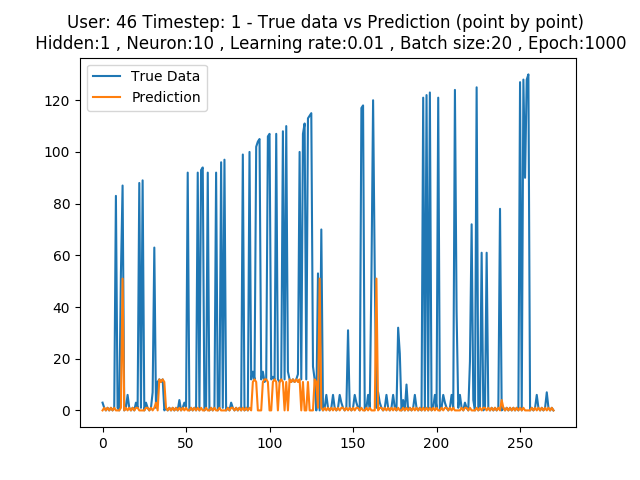 User: 46 Timestep: 1 - True data vs Prediction (point by point)
Hidden:1 , Neuron:10 , Learning rate:0.01 , Batch size:20 , Epoch:1000
True Data
Prediction
120
100
80
60
40
20
0
0 50 100 150 200 250